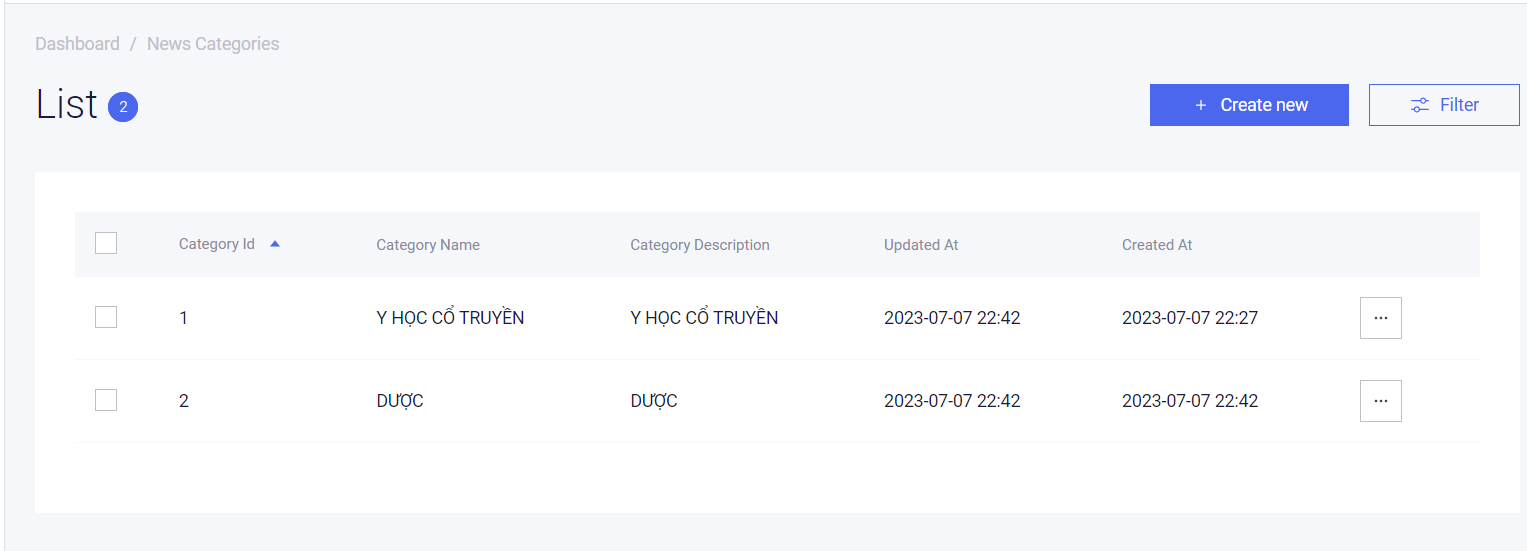 Dashboard / News Categories
List 2
+ Create new
Filter
Category Id Category Name Category Description Updated At Created At
1 Y HỌC CỔ TRUYỀN Y HỌC CỔ TRUYỀN 2023-07-07 22:42 2023-07-07 22:27 ...
2 DƯỢC DƯỢC 2023-07-07 22:42 2023-07-07 22:42 ...